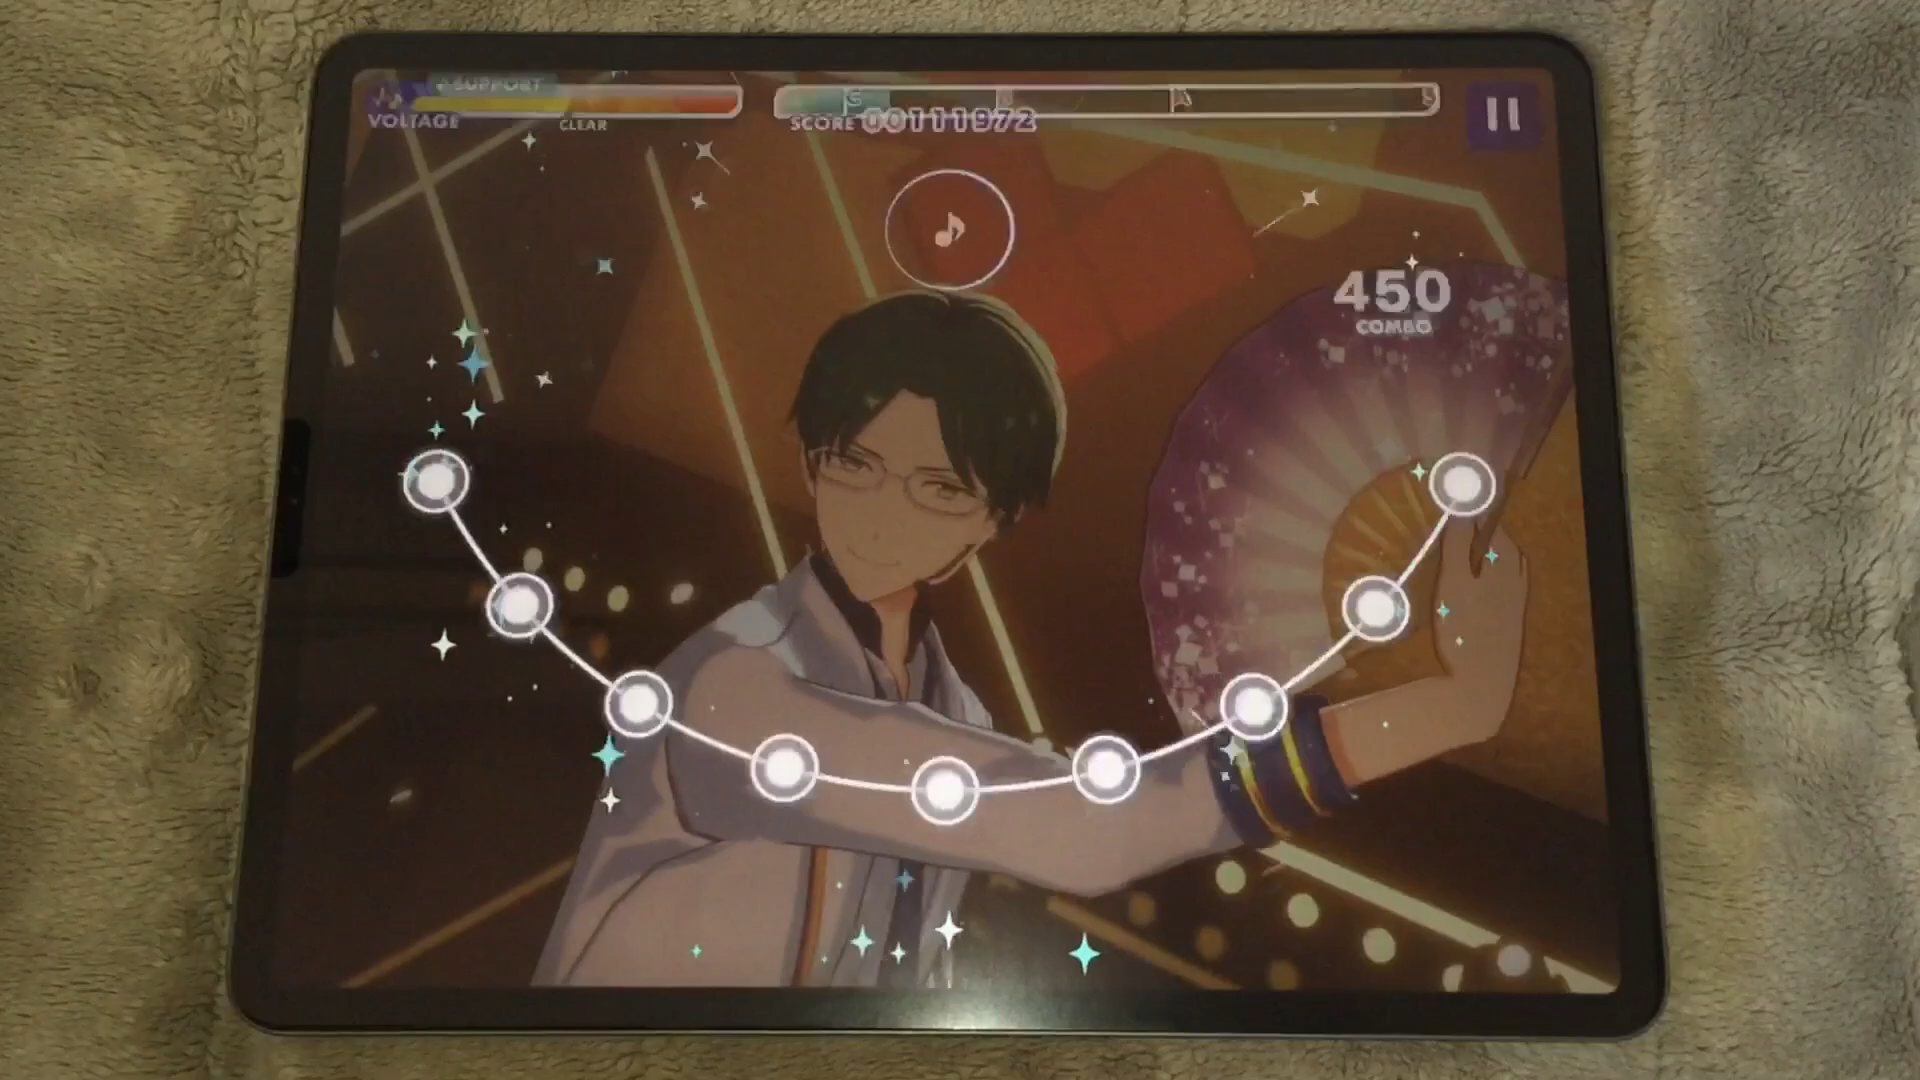 SUPPORT
VOLTAGE
CLEAR
SCORE 00111972
A
S
450
COMBO